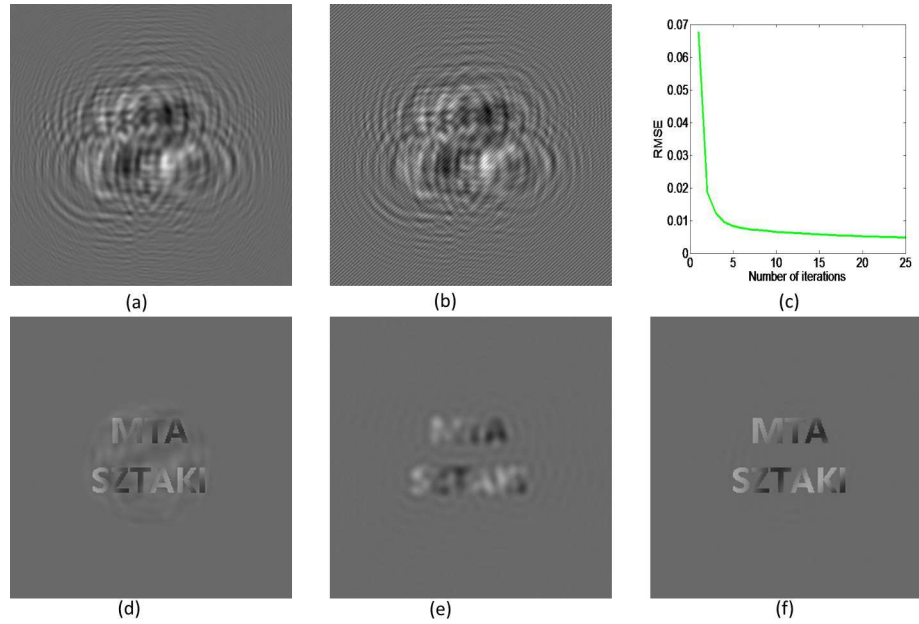 0.07
0.06
0.05
0.04
0.03
0.02
0.01
0
RMSE
0 5 10 15 20 25
Number of iterations
(a) (b) (c)
MTA
SZTAKI
MTA
SZTAKI
MTA
SZTAKI
(d) (e) (f)